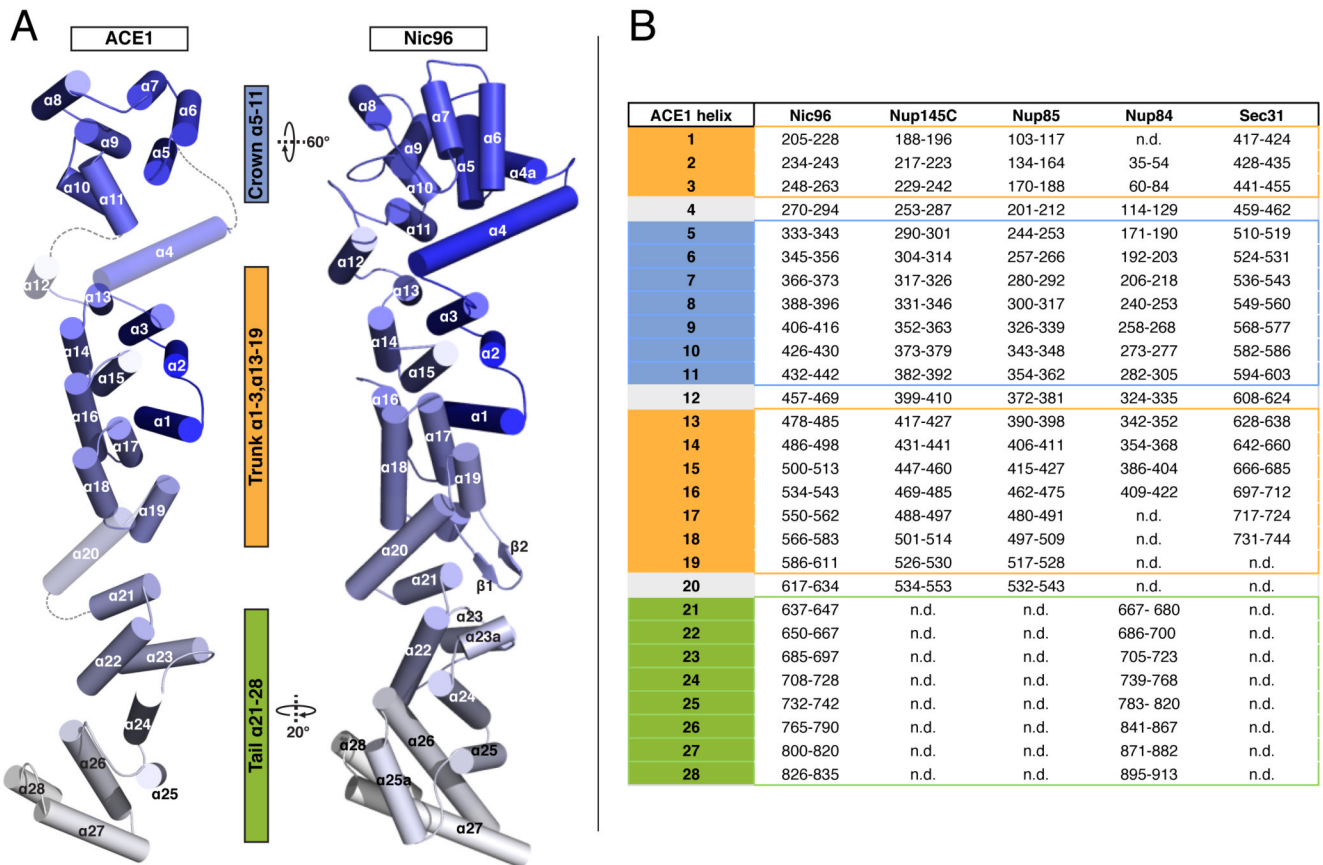 A
ACE1
Nic96
α8
α7
α6
α9
α5
α10
α11
α4
α12
α13
α3
α14
α2
α15
α16
α1
α17
α18
α19
α20
α21
α22
α23
α24
α26
α25
α28
α27
Crown α5-11
60°
Trunk α1-3,α13-19
Tail α21-28
20°
α8
α7
α6
α9
α5
α4a
α10
α11
α4
α12
α13
α3
α14
α2
α15
α16
α1
α17
α18
α19
α20
β2
β1
α21
α23
α23a
α22
α24
α28
α26
α25
α25a
α27
B
ACE1 helix Nic96 Nup145C Nup85 Nup84 Sec31
1 205-228 188-196 103-117 n.d. 417-424
2 234-243 217-223 134-164 35-54 428-435
3 248-263 229-242 170-188 60-84 441-455
4 270-294 253-287 201-212 114-129 459-462
5 333-343 290-301 244-253 171-190 510-519
6 345-356 304-314 257-266 192-203 524-531
7 366-373 317-326 280-292 206-218 536-543
8 388-396 331-346 300-317 240-253 549-560
9 406-416 352-363 326-339 258-268 568-577
10 426-430 373-379 343-348 273-277 582-586
11 432-442 382-392 354-362 282-305 594-603
12 457-469 399-410 372-381 324-335 608-624
13 478-485 417-427 390-398 342-352 628-638
14 486-498 431-441 406-411 354-368 642-660
15 500-513 447-460 415-427 386-404 666-685
16 534-543 469-485 462-475 409-422 697-712
17 550-562 488-497 480-491 n.d. 717-724
18 566-583 501-514 497-509 n.d. 731-744
19 586-611 526-530 517-528 n.d. n.d.
20 617-634 534-553 532-543 n.d. n.d.
21 637-647 n.d. n.d. 667- 680 n.d.
22 650-667 n.d. n.d. 686-700 n.d.
23 685-697 n.d. n.d. 705-723 n.d.
24 708-728 n.d. n.d. 739-768 n.d.
25 732-742 n.d. n.d. 783- 820 n.d.
26 765-790 n.d. n.d. 841-867 n.d.
27 800-820 n.d. n.d. 871-882 n.d.
28 826-835 n.d. n.d. 895-913 n.d.